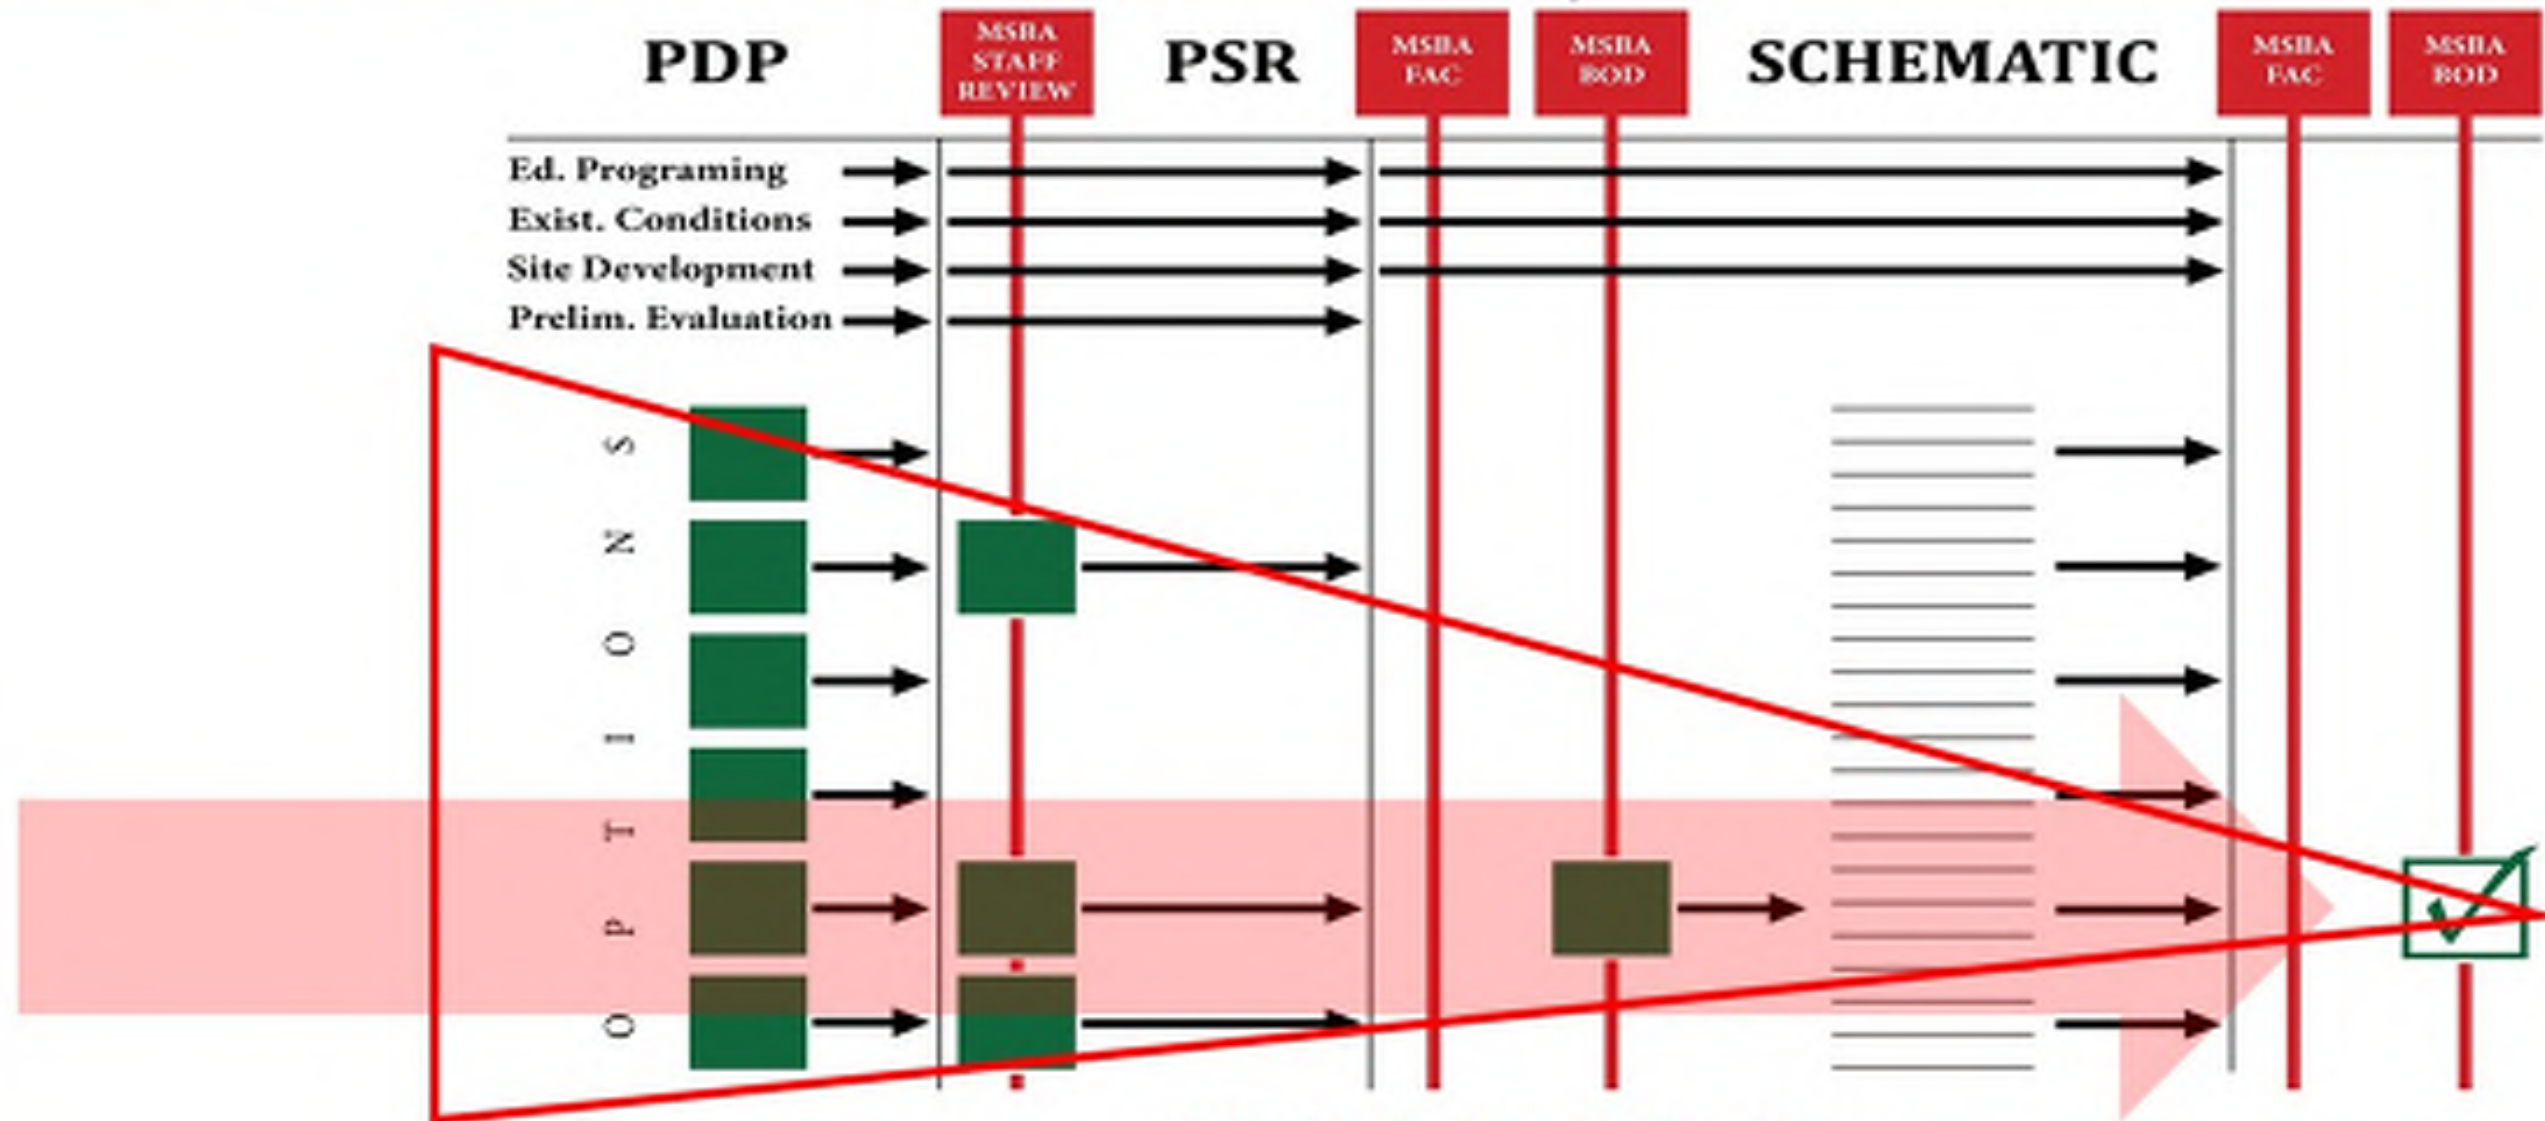 PDP
MSBA
STAFF
REVIEW
PSR
MSBA
FAC
MSBA
BOD
SCHEMATIC
MSBA
FAC
MSBA
BOD
Ed. Programing
Exist. Conditions
Site Development
Prelim. Evaluation
OPTIONS